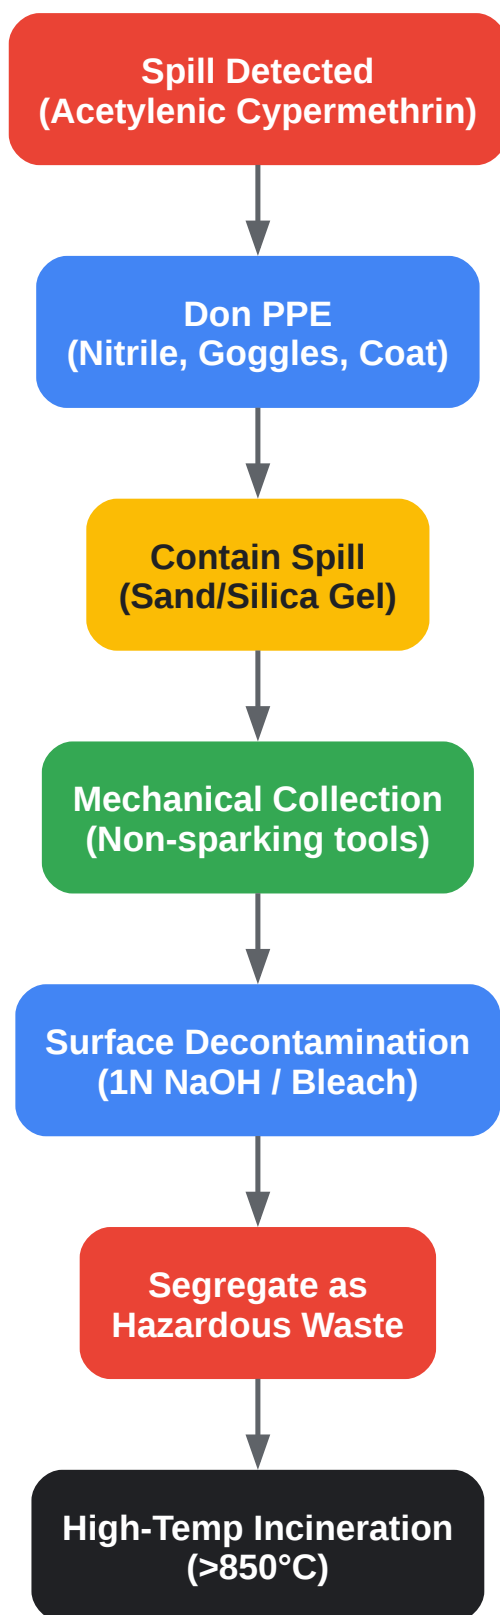 Spill Detected
(Acetylenic Cypermethrin)
Don PPE
(Nitrile, Goggles, Coat)
Contain Spill
(Sand/Silica Gel)
Mechanical Collection
(Non-sparking tools)
Surface Decontamination
(1N NaOH / Bleach)
Segregate as
Hazardous Waste
High-Temp Incineration
(>850°C)